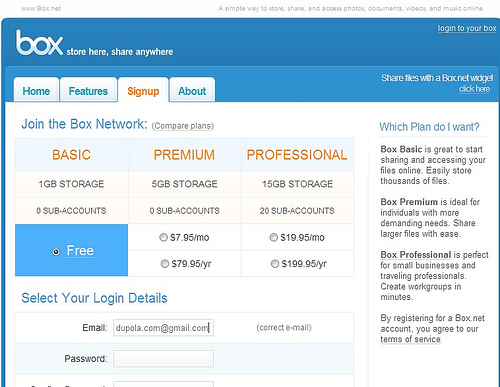 www.Box.net
A simple way to store, share, and access photos, documents, videos, and music online
login to your box
box store here, share anywhere
Share files with a Box.net widget
click here
Home Features Signup About
Join the Box Network: (Compare plans)
BASIC PREMIUM PROFESSIONAL
1GB STORAGE 5GB STORAGE 15GB STORAGE
0 SUB-ACCOUNTS 0 SUB-ACCOUNTS 20 SUB-ACCOUNTS
Free
$7.95/mo $19.95/mo
$79.95/yr $199.95/yr
Select Your Login Details
Email: dupola.com@gmail.com (correct e-mail)
Password:
Which Plan do I want?
Box Basic is great to start
sharing and accessing your
files online. Easily store
thousands of files.
Box Premium is ideal for
individuals with more
demanding needs. Share
larger files with ease.
Box Professional is perfect
for small businesses and
traveling professionals.
Create workgroups in
minutes.
By registering for a Box.net
account, you agree to our
terms of service